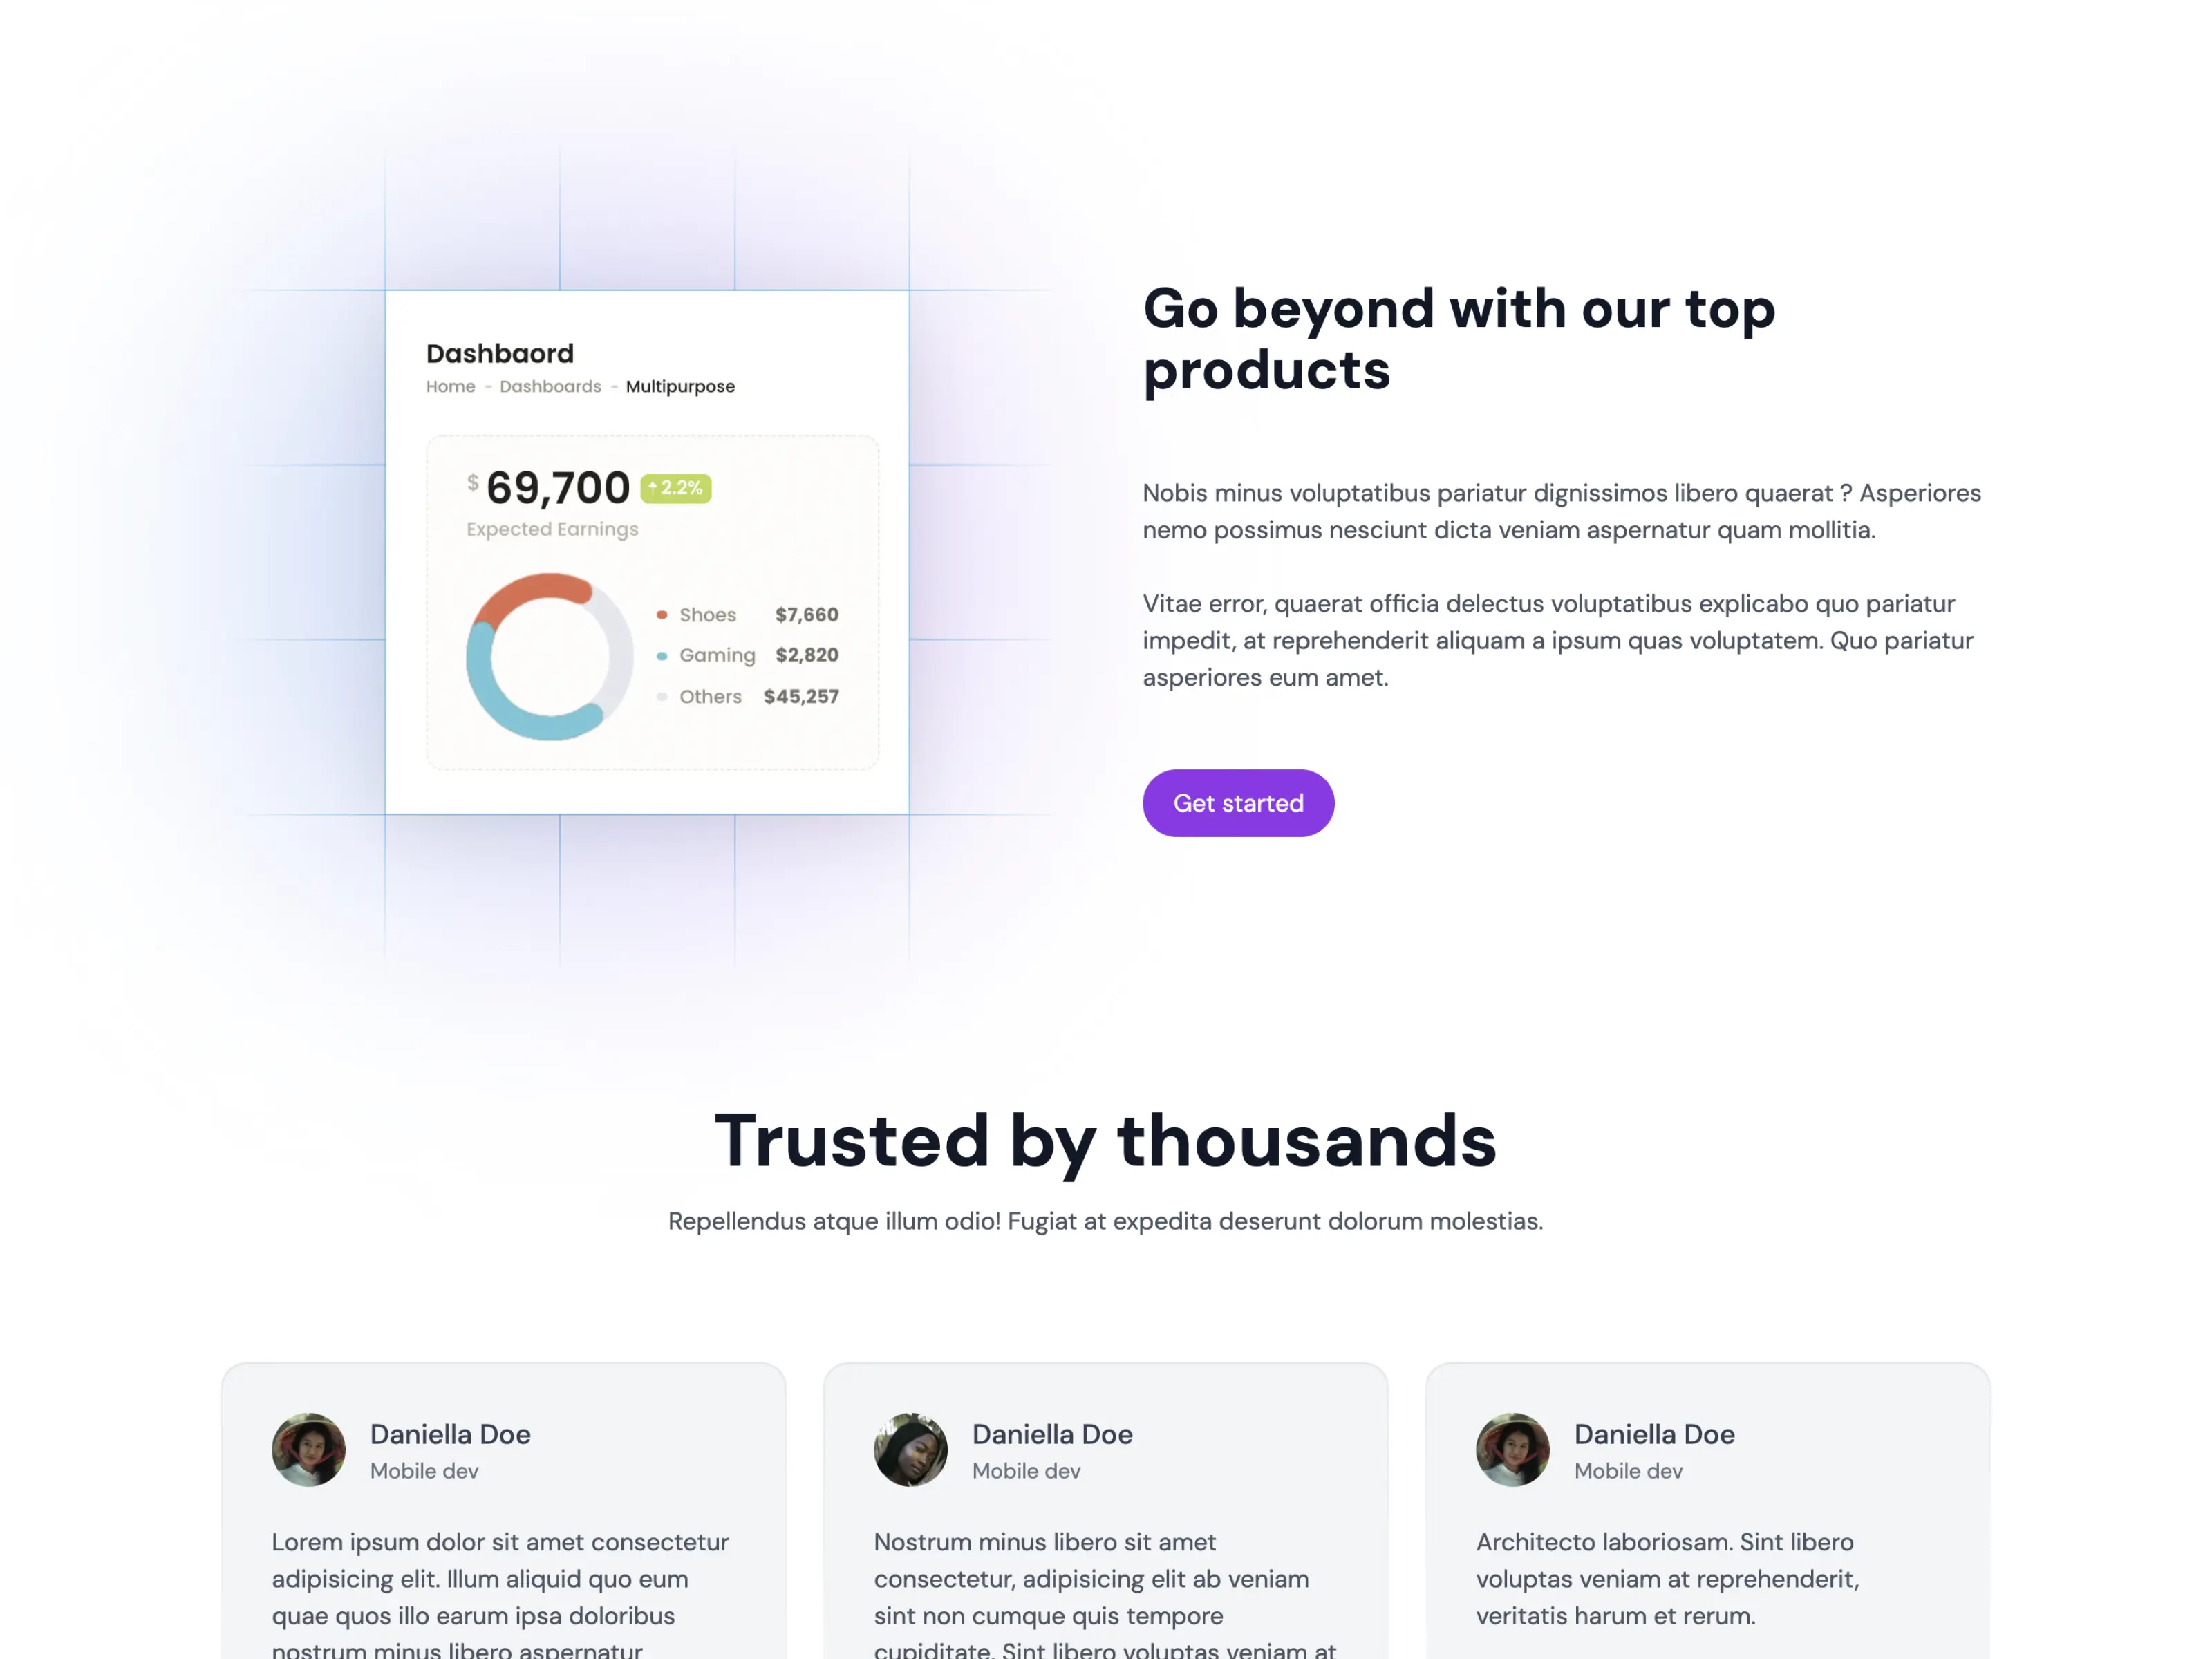 Dashbaord
Home - Dashboards - Multipurpose
$ 69,700 ↑ 2.2%
Expected Earnings
Shoes $7,660
Gaming $2,820
Others $45,257
Go beyond with our top
products
Nobis minus voluptatibus pariatur dignissimos libero quaerat ? Asperiores
nemo possimus nesciunt dicta veniam aspernatur quam mollitia.
Vitae error, quaerat officia delectus voluptatibus explicabo quo pariatur
impedit, at reprehenderit aliquam a ipsum quas voluptatem. Quo pariatur
asperiores eum amet.
Get started
Trusted by thousands
Repellendus atque illum odio! Fugiat at expedita deserunt dolorum molestias.
Daniella Doe
Mobile dev
Lorem ipsum dolor sit amet consectetur
adipisicing elit. Illum aliquid quo eum
quae quos illo earum ipsa doloribus
nostrum minus libero aspernatur
Daniella Doe
Mobile dev
Nostrum minus libero sit amet
consectetur, adipisicing elit ab veniam
sint non cumque quis tempore
cupiditate. Sint libero voluptas veniam at
Daniella Doe
Mobile dev
Architecto laboriosam. Sint libero
voluptas veniam at reprehenderit,
veritatis harum et rerum.